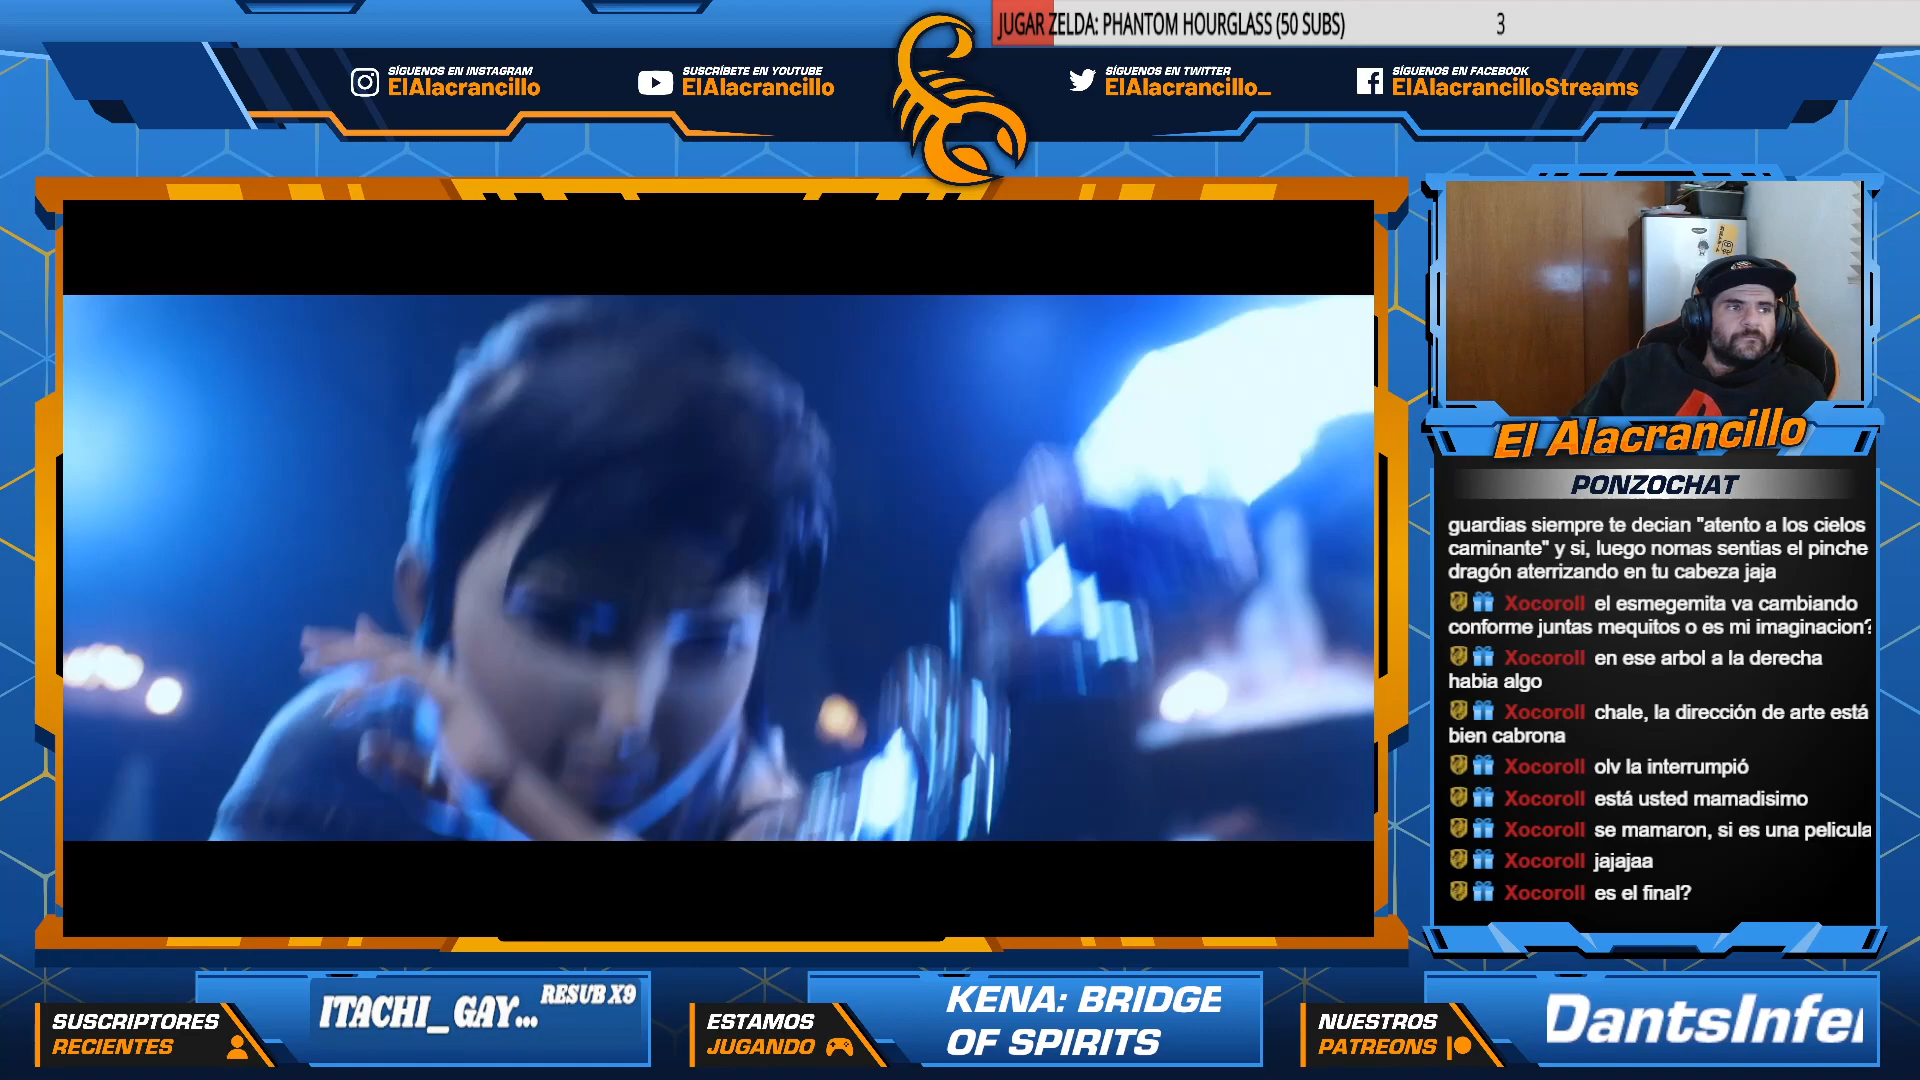 JUGAR ZELDA: PHANTOM HOURGLASS (50 SUBS) 3
SÍGUENOS EN INSTAGRAM
ElAlacrancillo
SUSCRÍBETE EN YOUTUBE
ElAlacrancillo
SÍGUENOS EN TWITTER
ElAlacrancillo_
SÍGUENOS EN FACEBOOK
ElAlacrancilloStreams
El Alacrancillo
PONZOCHAT
guardias siempre te decian "atento a los cielos
caminante" y si, luego nomas sentias el pinche
dragón aterrizando en tu cabeza jaja
Xocoroll el esmegemita va cambiando
conforme juntas mequitos o es mi imaginacion?
Xocoroll en ese arbol a la derecha
habia algo
Xocoroll chale, la dirección de arte está
bien cabrona
Xocoroll olv la interrumpió
Xocoroll está usted mamadisimo
Xocoroll se mamaron, si es una pelicula
Xocoroll jajajaa
Xocoroll es el final?
SUSCRIPTORES
RECIENTES
ITACHI_GAY...
RESUB X9
ESTAMOS
JUGANDO
KENA: BRIDGE
OF SPIRITS
NUESTROS
PATREONS
DantsInfe